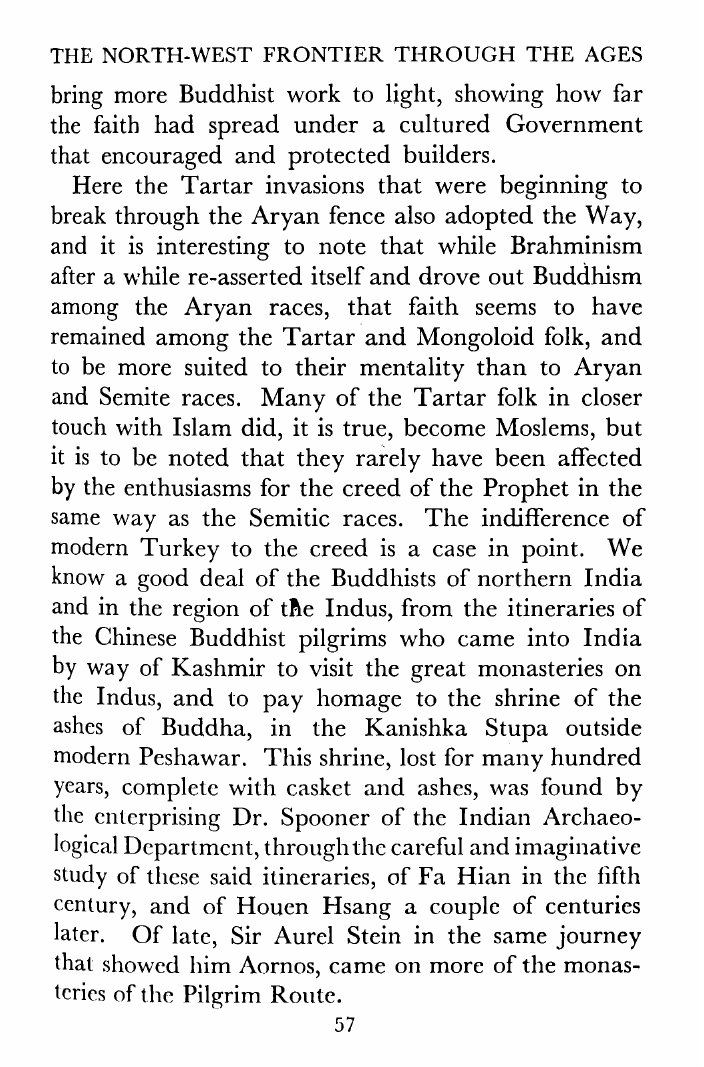 THE NORTH-WEST FRONTIER THROUGH THE AGES
bring more Buddhist work to light, showing how far
the faith had spread under a cultured Government
that encouraged and protected builders.
Here the Tartar invasions that were beginning to
break through the Aryan fence also adopted the Way,
and it is interesting to note that while Brahminism
after a while re-asserted itself and drove out Buddhism
among the Aryan races, that faith seems to have
remained among the Tartar and Mongoloid folk, and
to be more suited to their mentality than to Aryan
and Semite races. Many of the Tartar folk in closer
touch with Islam did, it is true, become Moslems, but
it is to be noted that they rarely have been affected
by the enthusiasms for the creed of the Prophet in the
same way as the Semitic races. The indifference of
modern Turkey to the creed is a case in point. We
know a good deal of the Buddhists of northern India
and in the region of the Indus, from the itineraries of
the Chinese Buddhist pilgrims who came into India
by way of Kashmir to visit the great monasteries on
the Indus, and to pay homage to the shrine of the
ashes of Buddha, in the Kanishka Stupa outside
modern Peshawar. This shrine, lost for many hundred
years, complete with casket and ashes, was found by
the enterprising Dr. Spooner of the Indian Archaeo-
logical Department, through the careful and imaginative
study of these said itineraries, of Fa Hian in the fifth
century, and of Houen Hsang a couple of centuries
later. Of late, Sir Aurel Stein in the same journey
that showed him Aornos, came on more of the monas-
teries of the Pilgrim Route.
57